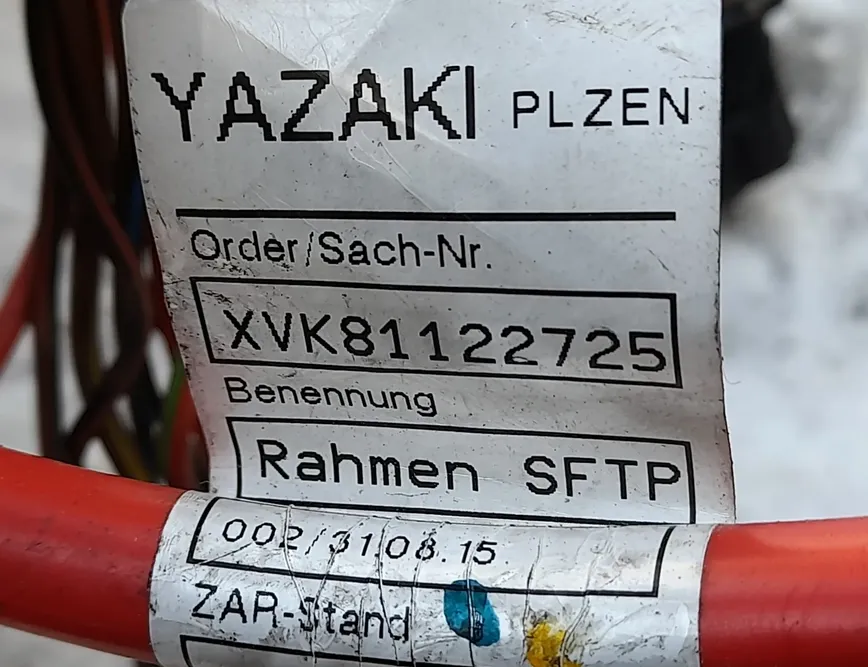 YAZAKI PLZEN
Order/Sach-Nr.
XVK81122725
Benennung
Rahmen SFTP
002/31.08.15
ZAR-Stand